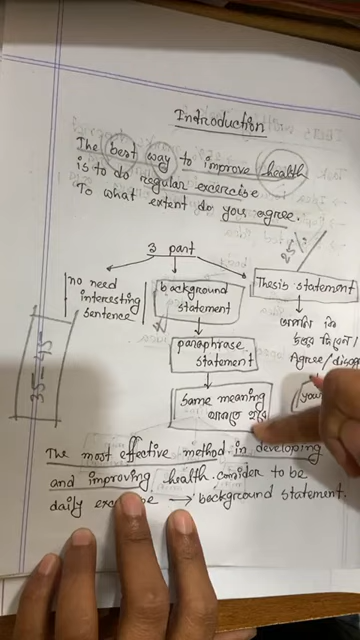 Introduction
The best way to improve health
is to do regular exercise
To what extent do you agree.
3 part
no need
interesting
sentence
background
statement
Thesis statement
paraphrase
statement
Agree/disag
same meaning
you
35-45
The most effective method in developing
and improving health consider to be
daily → background statement.